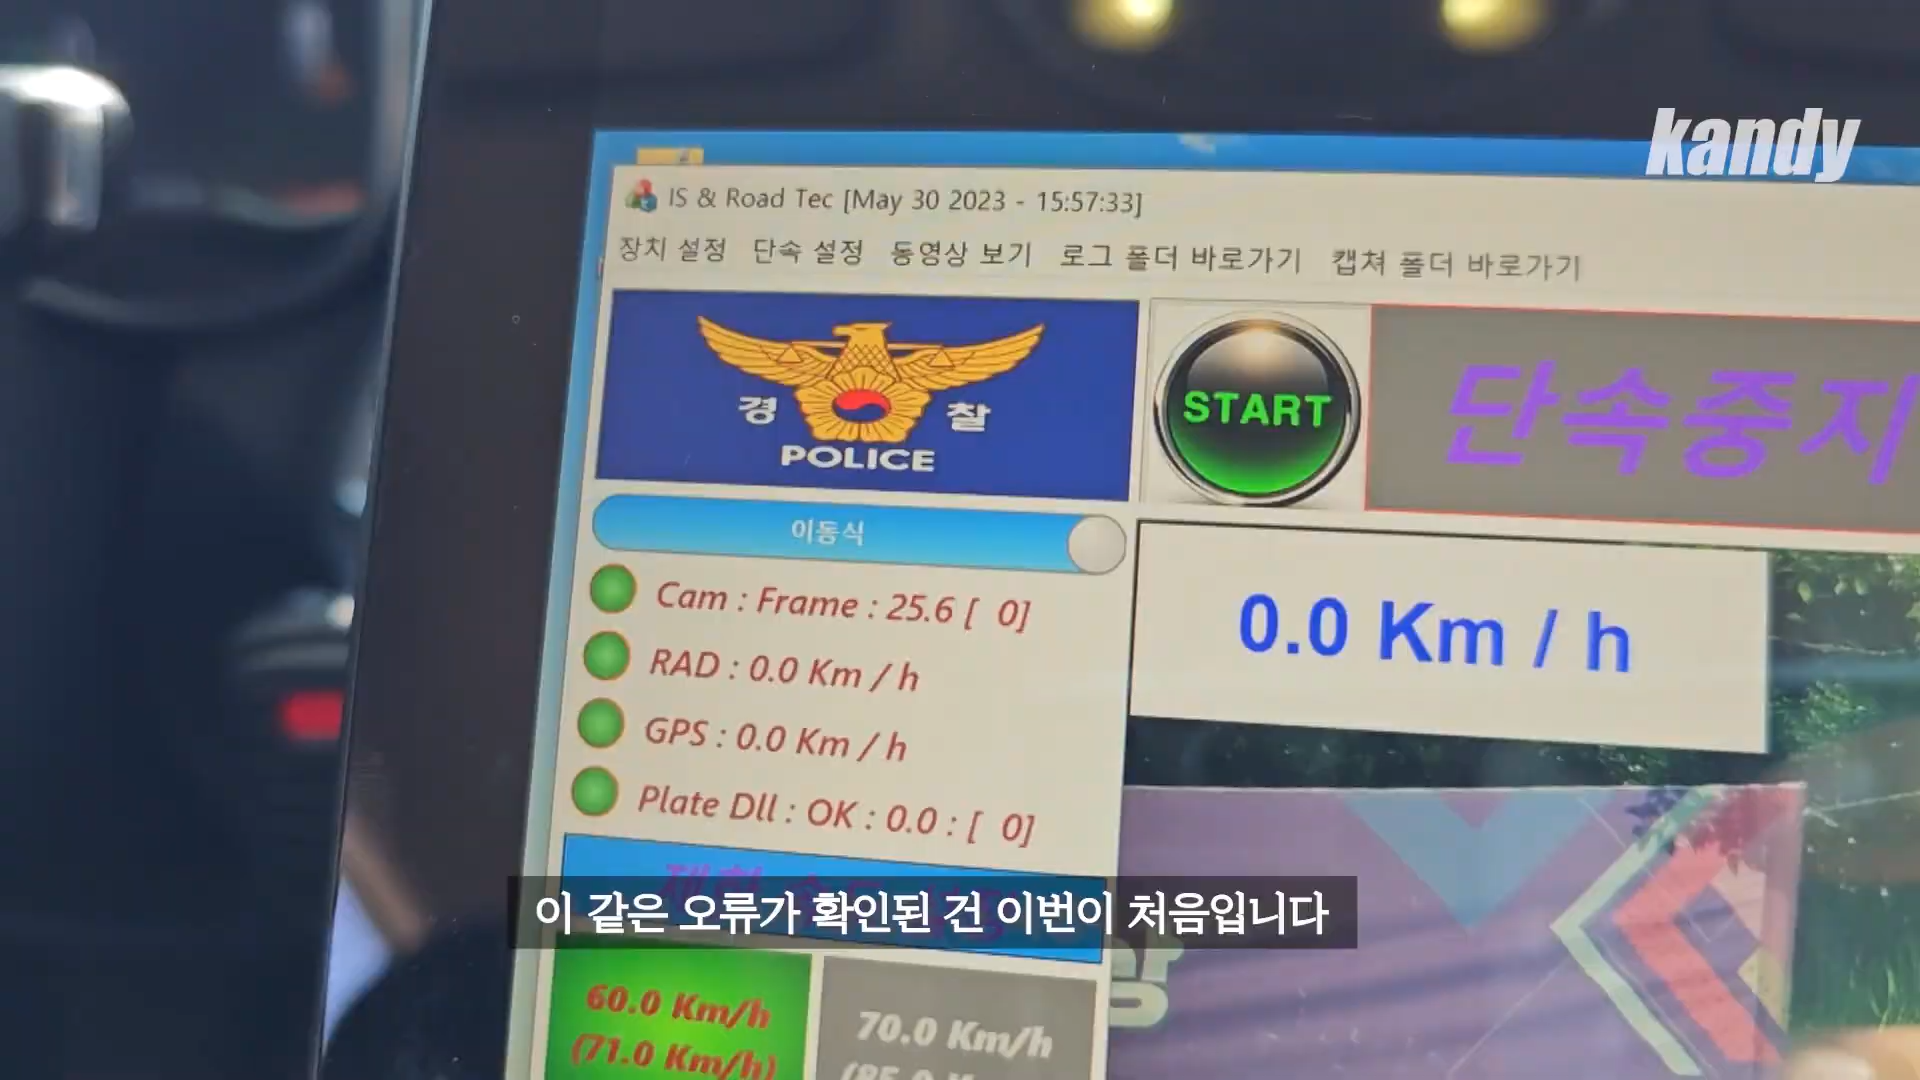 kandy
IS & Road Tec [May 30 2023 - 15:57:33]
장치 설정 단속 설정 동영상 보기 로그 폴더 바로가기 캡쳐 폴더 바로가기
경 찰
POLICE
START
단속중지
이동식
0.0 Km / h
Cam : Frame : 25.6 [ 0]
RAD : 0.0 Km / h
GPS : 0.0 Km / h
Plate Dll : OK : 0.0 : [ 0]
이 같은 오류가 확인된 건 이번이 처음입니다
60.0 Km/h
(71.0 Km/h)
70.0 Km/h